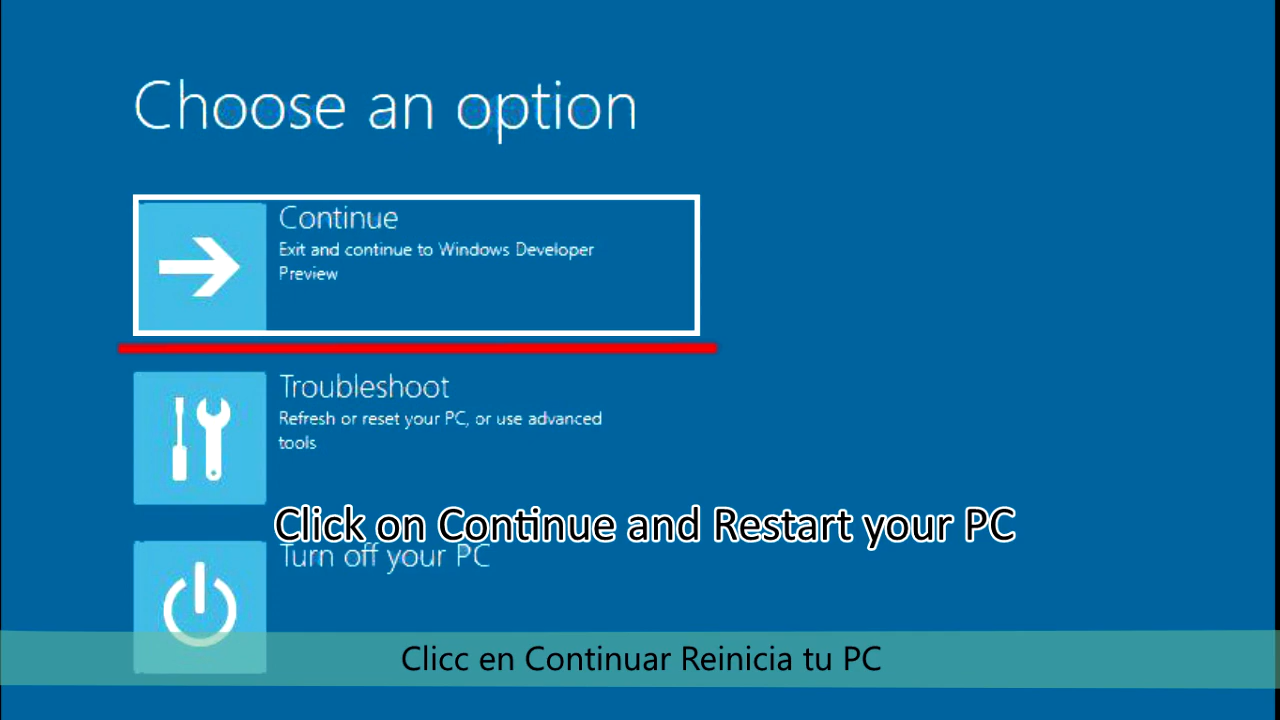 Choose an option
Continue
Exit and continue to Windows Developer
Preview
Troubleshoot
Refresh or reset your PC, or use advanced
tools
Click on Continue and Restart your PC
Turn off your PC
Clicc en Continuar Reinicia tu PC